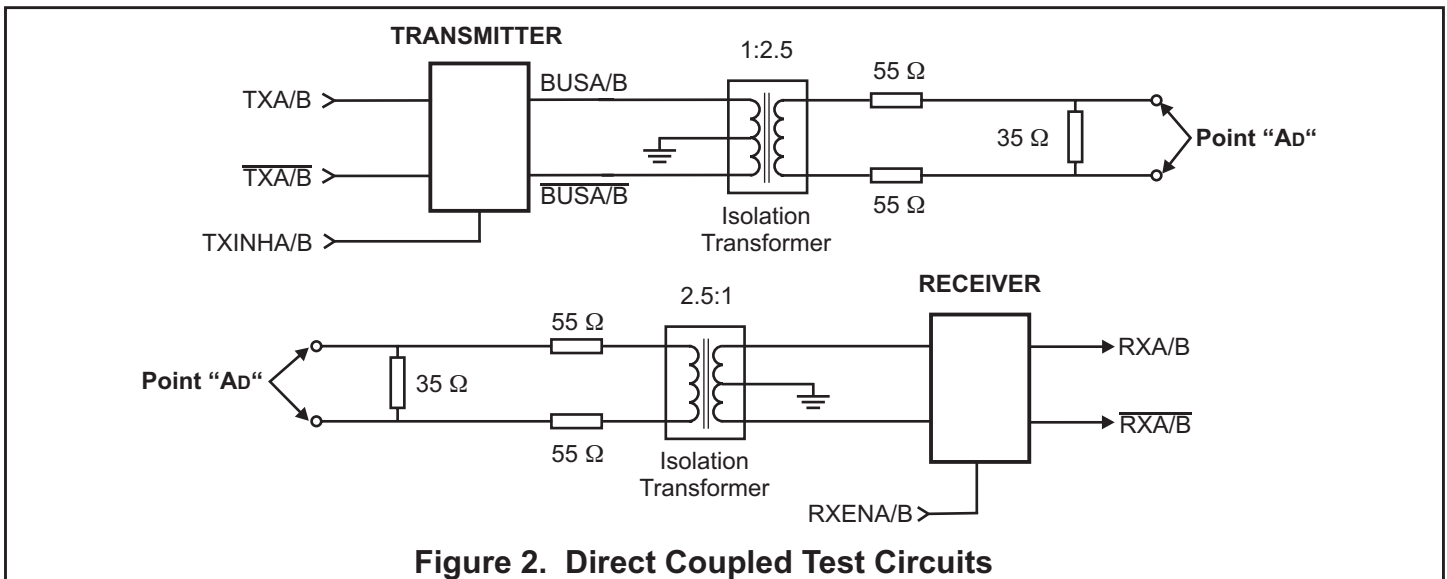 TRANSMITTER
1:2.5
55 Ω
BUSA/B
TXA/B
35 Ω
Point “AD“
TXA/B
BUSA/B
55 Ω
Isolation
Transformer
TXINHA/B
RECEIVER
2.5:1
55 Ω
RXA/B
Point “AD“
35 Ω
RXA/B
55 Ω
Isolation
Transformer
RXENA/B
Figure 2. Direct Coupled Test Circuits